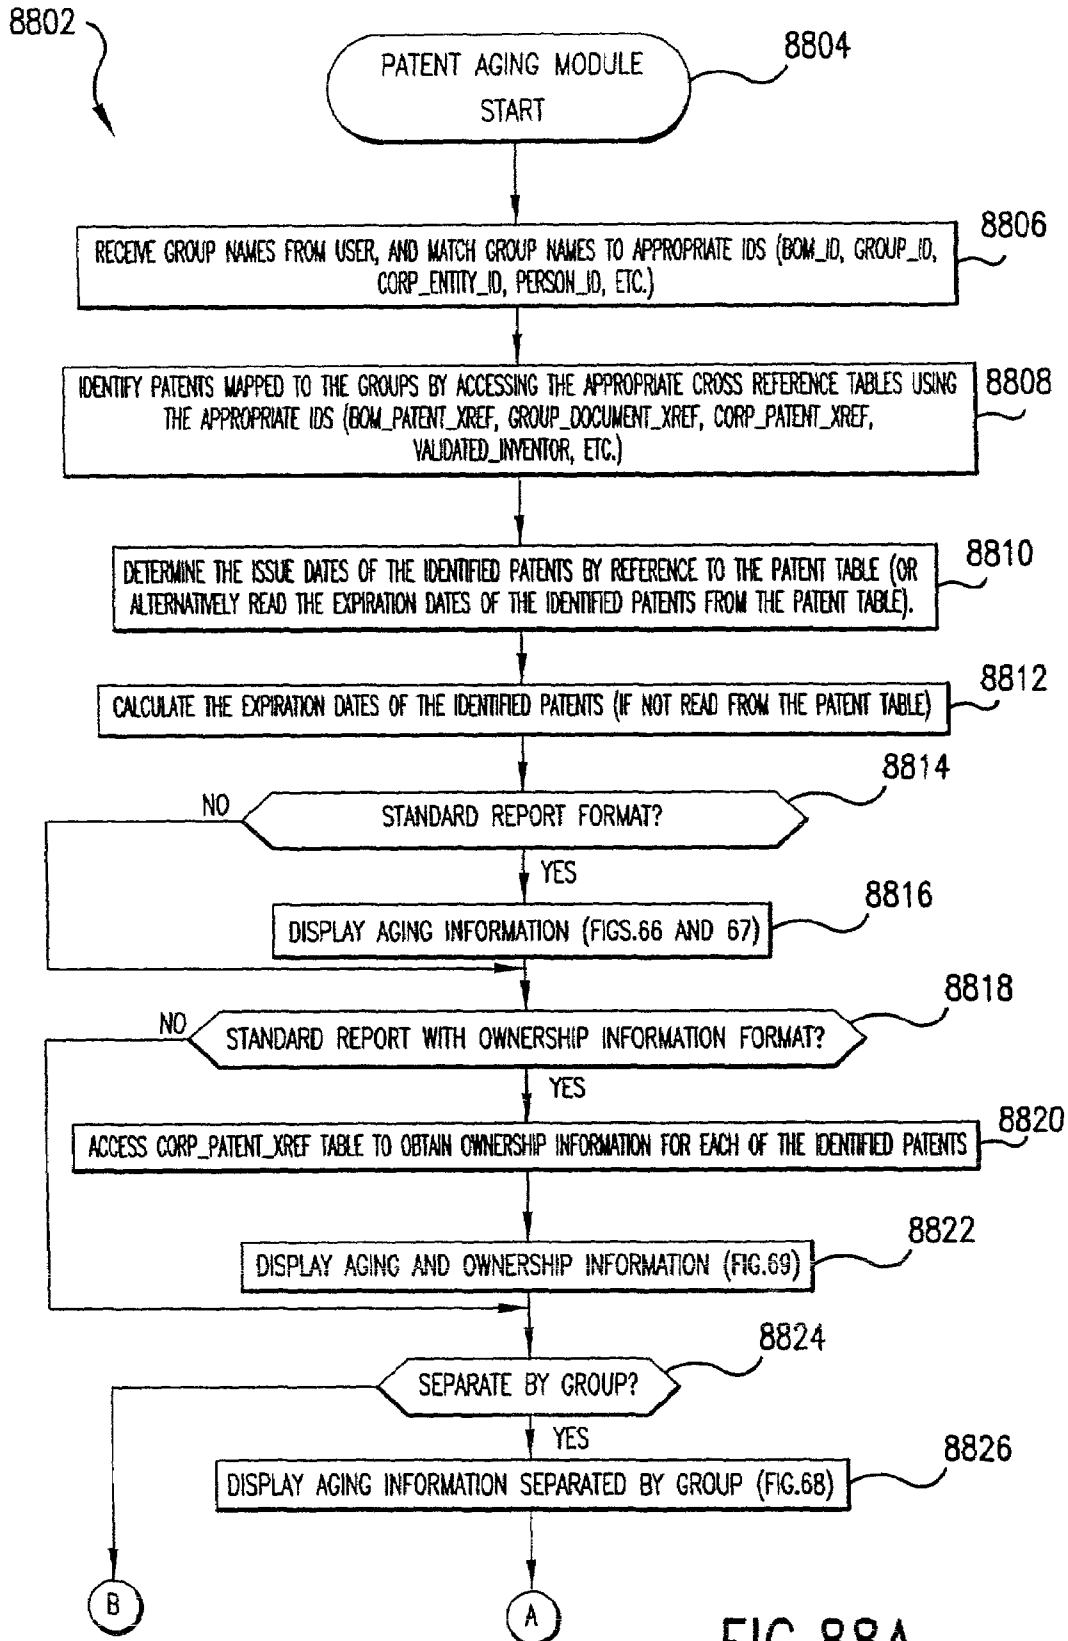 8802
PATENT AGING MODULE
START
8804
RECEIVE GROUP NAMES FROM USER, AND MATCH GROUP NAMES TO APPROPRIATE IDS (BOM_ID, GROUP_ID,
CORP_ENTITY_ID, PERSON_ID, ETC.)
8806
IDENTIFY PATENTS MAPPED TO THE GROUPS BY ACCESSING THE APPROPRIATE CROSS REFERENCE TABLES USING
THE APPROPRIATE IDS (BOM_PATENT_XREF, GROUP_DOCUMENT_XREF, CORP_PATENT_XREF,
VALIDATED_INVENTOR, ETC.)
8808
DETERMINE THE ISSUE DATES OF THE IDENTIFIED PATENTS BY REFERENCE TO THE PATENT TABLE (OR
ALTERNATIVELY READ THE EXPIRATION DATES OF THE IDENTIFIED PATENTS FROM THE PATENT TABLE).
8810
CALCULATE THE EXPIRATION DATES OF THE IDENTIFIED PATENTS (IF NOT READ FROM THE PATENT TABLE)
8812
STANDARD REPORT FORMAT?
8814
NO
YES
DISPLAY AGING INFORMATION (FIGS.66 AND 67)
8816
STANDARD REPORT WITH OWNERSHIP INFORMATION FORMAT?
8818
NO
YES
ACCESS CORP_PATENT_XREF TABLE TO OBTAIN OWNERSHIP INFORMATION FOR EACH OF THE IDENTIFIED PATENTS
8820
DISPLAY AGING AND OWNERSHIP INFORMATION (FIG.69)
8822
SEPARATE BY GROUP?
8824
YES
DISPLAY AGING INFORMATION SEPARATED BY GROUP (FIG.68)
8826
B
A
FIG.88A